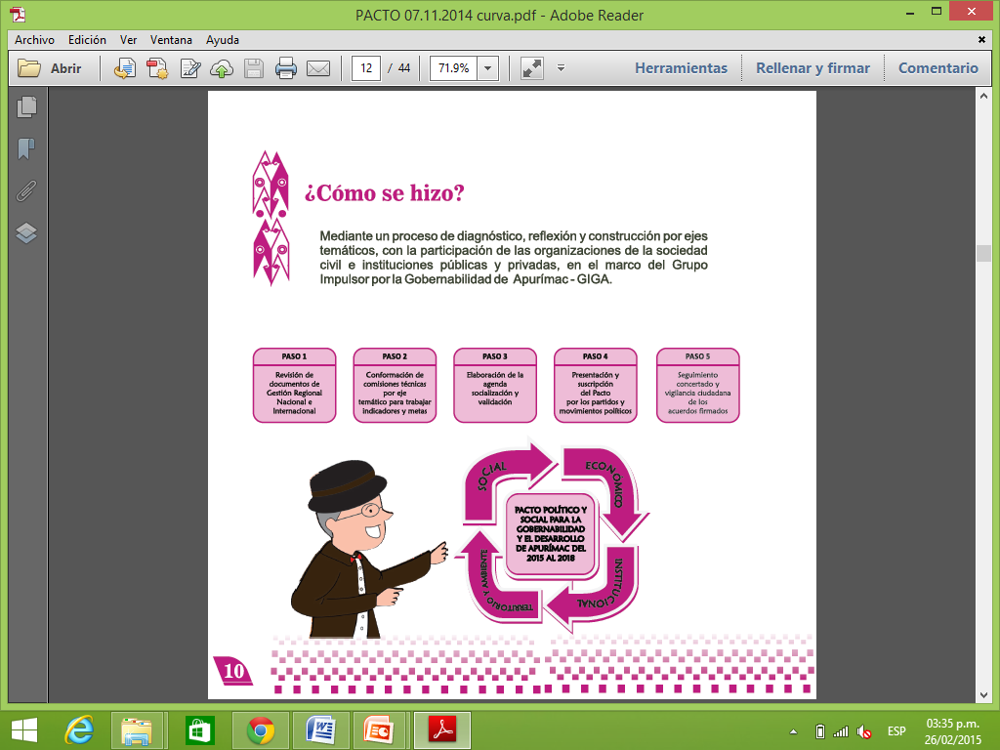 PACTO 07.11.2014 curva.pdf - Adobe Reader
Archivo Edición Ver Ventana Ayuda
Abrir
12 / 44
71.9%
Herramientas
Rellenar y firmar
Comentario
¿Cómo se hizo?
Mediante un proceso de diagnóstico, reflexión y construcción por ejes
temáticos, con la participación de las organizaciones de la sociedad
civil e instituciones públicas y privadas, en el marco del Grupo
Impulsor por la Gobernabilidad de Apurímac - GIGA.
PASO 1
Revisión de
documentos de
Gestión Regional
Nacional e
Internacional
PASO 2
Conformación de
comisiones técnicas
por eje
temático para trabajar
indicadores y metas
PASO 3
Elaboración de la
agenda
socialización y
validación
PASO 4
Presentación y
suscripción
del Pacto
por los partidos y
movimientos políticos
PASO 5
Seguimiento
concertado y
vigilancia ciudadana
de los
acuerdos firmados
SOCIAL
ECONÓMICO
INSTITUCIONAL
TERRITORIO Y AMBIENTE
PACTO POLÍTICO Y
SOCIAL PARA LA
GOBERNABILIDAD
Y EL DESARROLLO
DE APURÍMAC DEL
2015 AL 2018
10
ESP
03:35 p.m.
26/02/2015